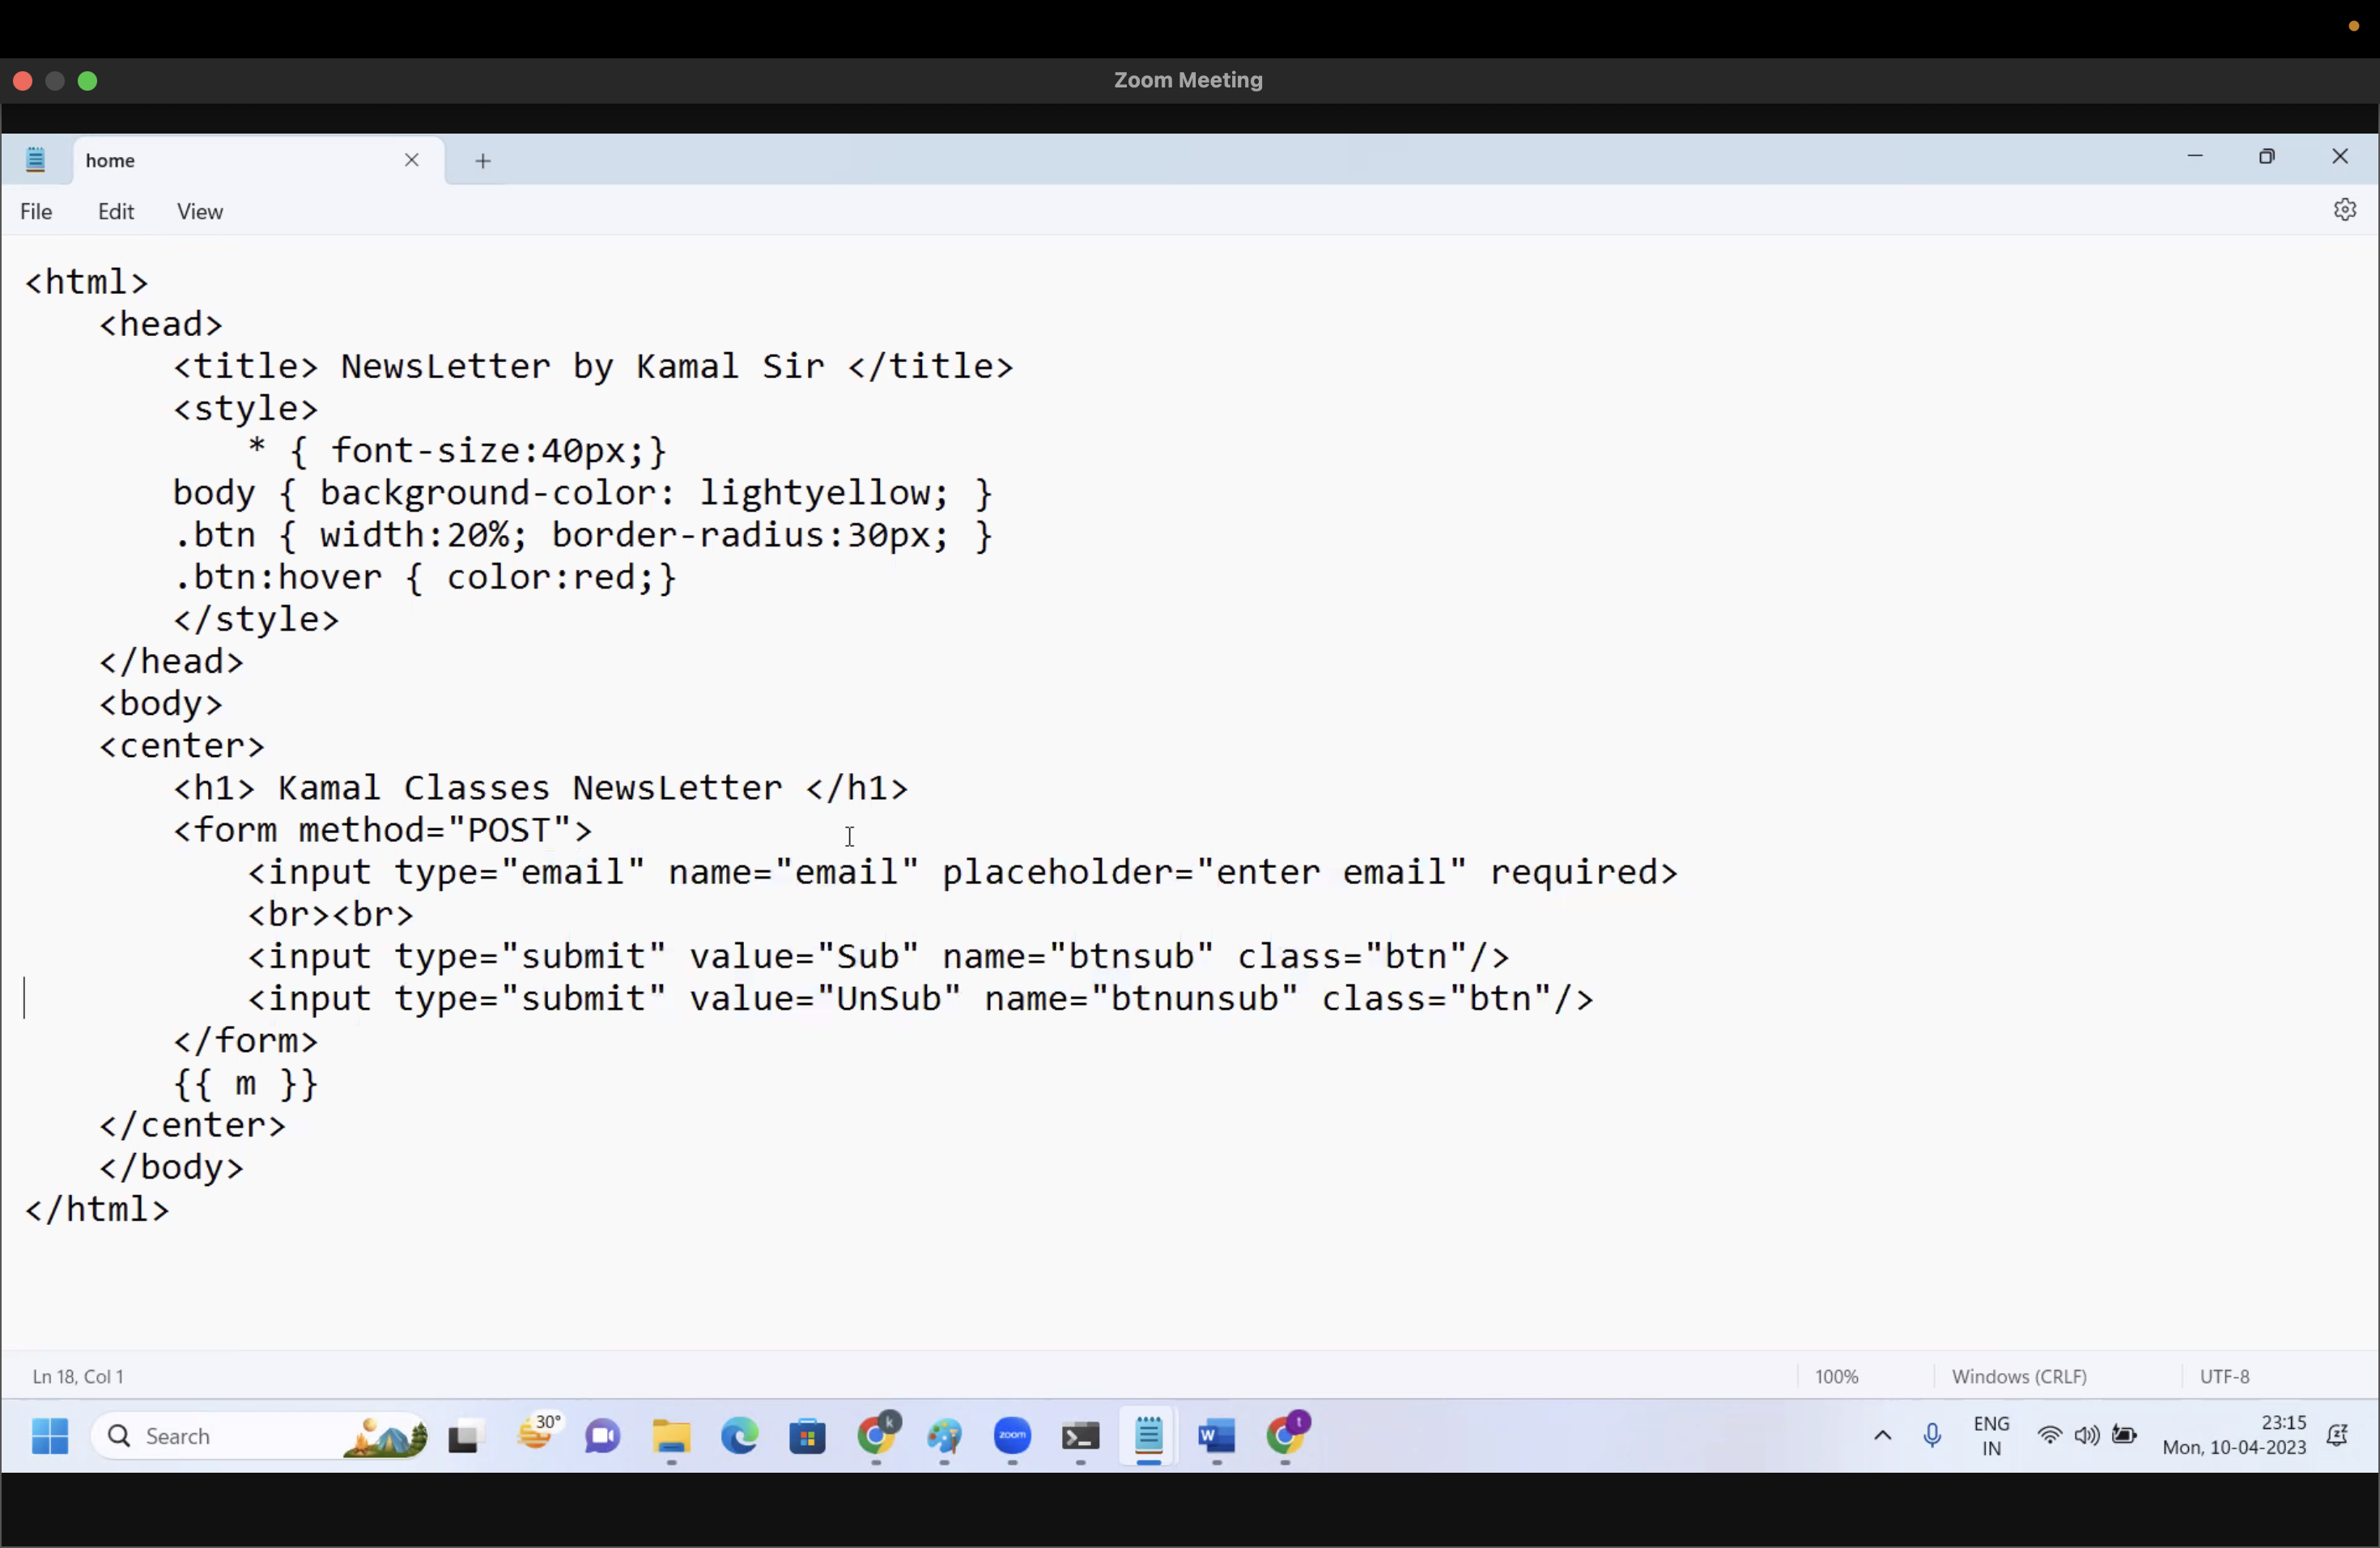 Zoom Meeting
home
File Edit View
<html>
<head>
<title> NewsLetter by Kamal Sir </title>
<style>
* { font-size:40px;}
body { background-color: lightyellow; }
.btn { width:20%; border-radius:30px; }
.btn:hover { color:red;}
</style>
</head>
<body>
<center>
<h1> Kamal Classes NewsLetter </h1>
<form method="POST">
<input type="email" name="email" placeholder="enter email" required>
<br><br>
<input type="submit" value="Sub" name="btnsub" class="btn"/>
<input type="submit" value="UnSub" name="btnunsub" class="btn"/>
</form>
{{ m }}
</center>
</body>
</html>
Ln 18, Col 1 100% Windows (CRLF) UTF-8
Search 30° k zoom W t ENG 23:15
IN Mon, 10-04-2023